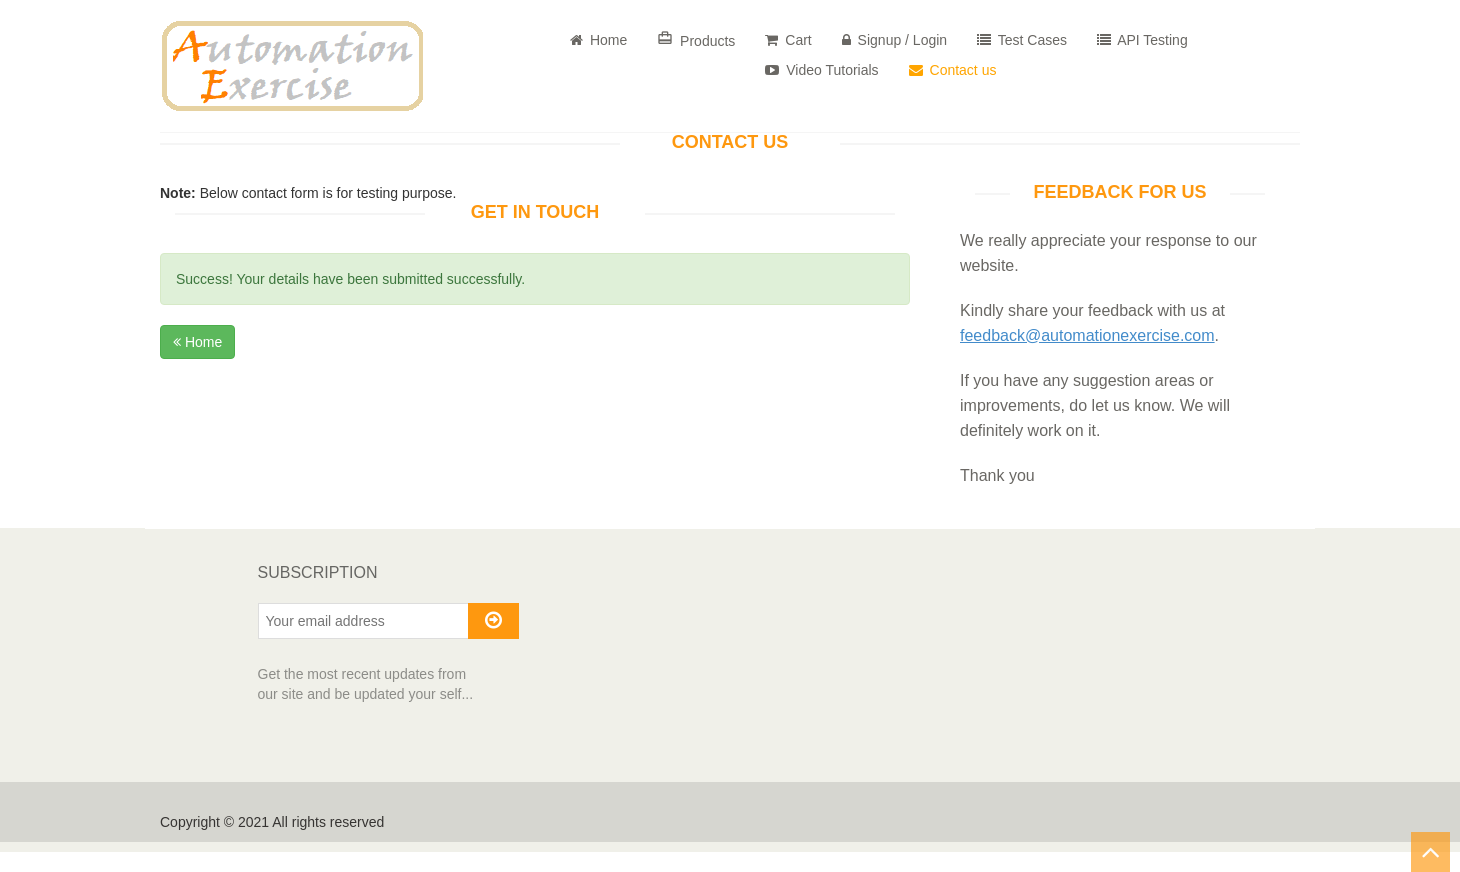 Automation
Exercise
Home
Products
Cart
Signup / Login
Test Cases
API Testing
Video Tutorials
Contact us
CONTACT US
Note: Below contact form is for testing purpose.
GET IN TOUCH
Success! Your details have been submitted successfully.
Home
FEEDBACK FOR US
We really appreciate your response to our
website.
Kindly share your feedback with us at
feedback@automationexercise.com.
If you have any suggestion areas or
improvements, do let us know. We will
definitely work on it.
Thank you
SUBSCRIPTION
Your email address
Get the most recent updates from
our site and be updated your self...
Copyright © 2021 All rights reserved